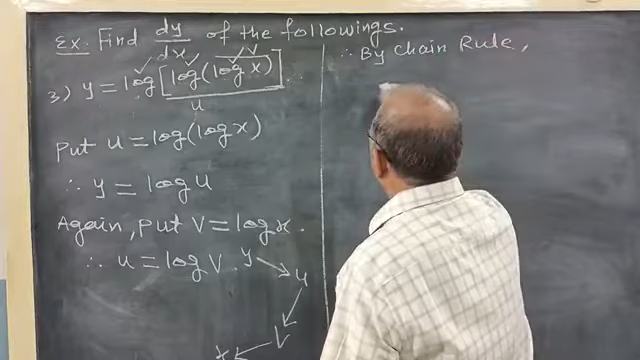 Ex. Find dy/dx of the followings.
3) y = log[log(log x)]
u
V
Put u = log(log x)
∴ y = log u
Again, put V = log x.
∴ u = log V.
y
u
V
x
∴ By Chain Rule,